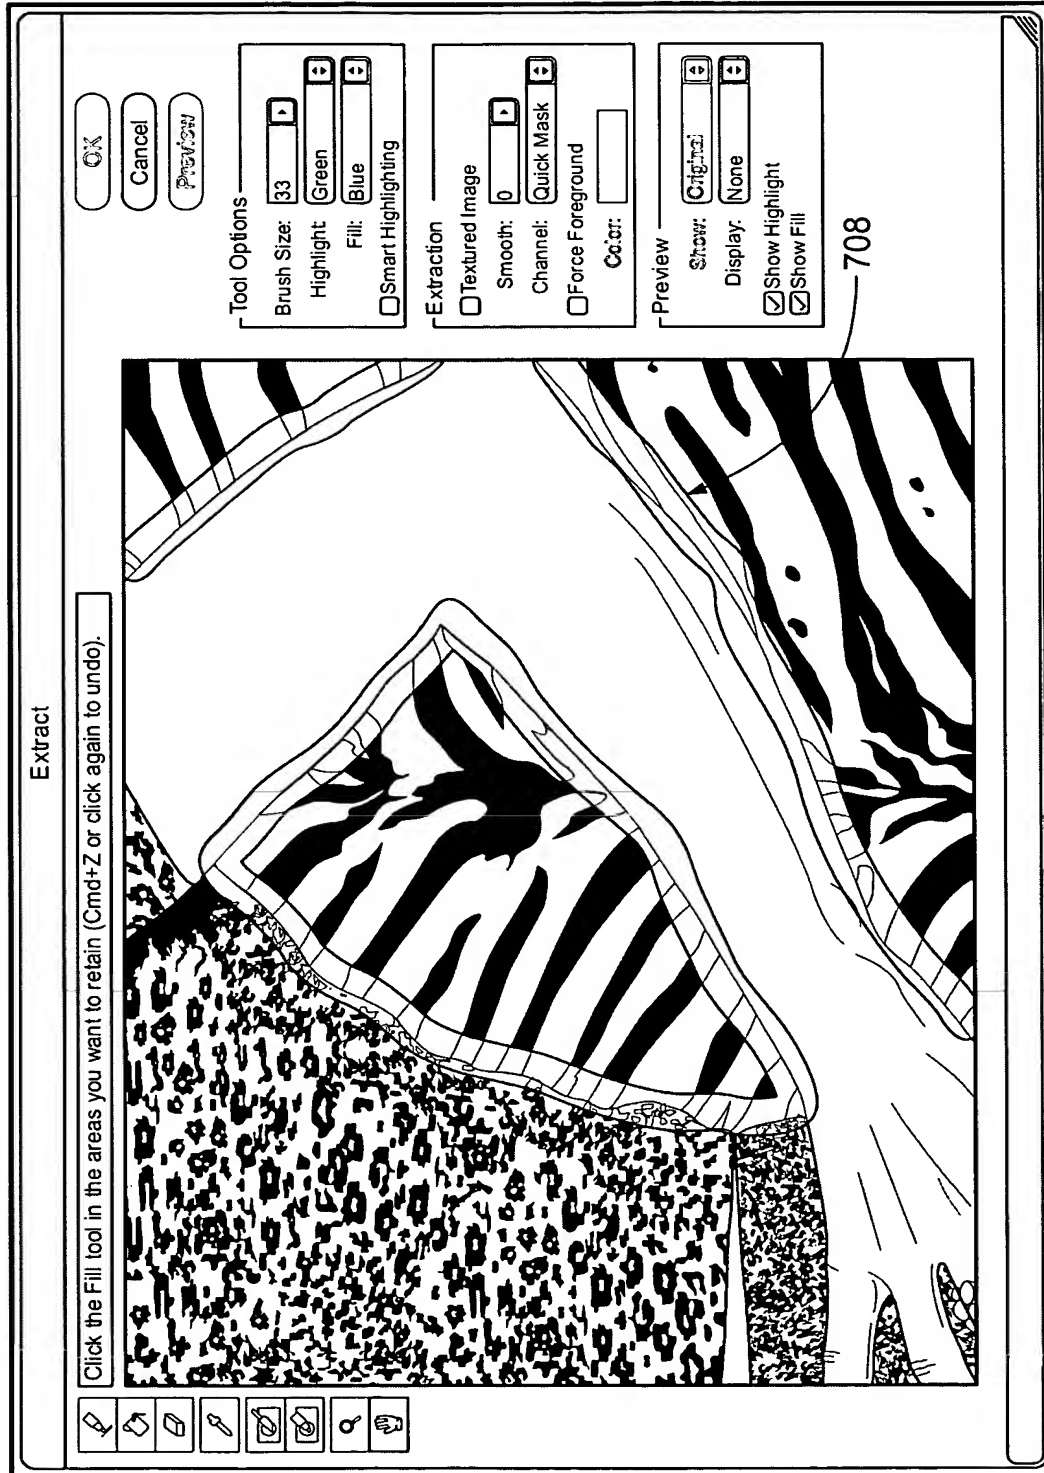 Extract
Click the Fill tool in the areas you want to retain (Cmd+Z or click again to undo).
OK
Cancel
Preview
Tool Options
Brush Size: 33
Highlight: Green
Fill: Blue
Smart Highlighting
Extraction
Textured Image
Smooth: 0
Channel: Quick Mask
Force Foreground
Color:
Preview
Show: Original
Display: None
Show Highlight
Show Fill
708